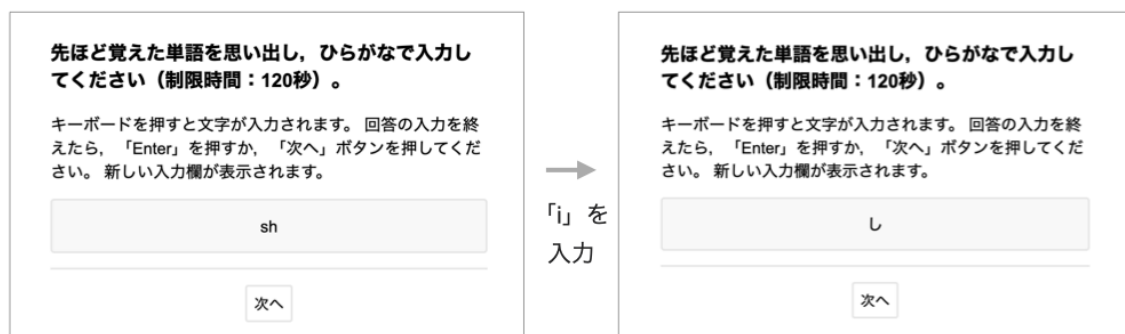 先ほど覚えた単語を思い出し，ひらがなで入力し
てください（制限時間：120秒）。
キーボードを押すと文字が入力されます。 回答の入力を終
えたら，「Enter」を押すか，「次へ」ボタンを押してくだ
さい。 新しい入力欄が表示されます。
sh
次へ
「i」を
入力
先ほど覚えた単語を思い出し，ひらがなで入力し
てください（制限時間：120秒）。
キーボードを押すと文字が入力されます。 回答の入力を終
えたら，「Enter」を押すか，「次へ」ボタンを押してくだ
さい。 新しい入力欄が表示されます。
し
次へ